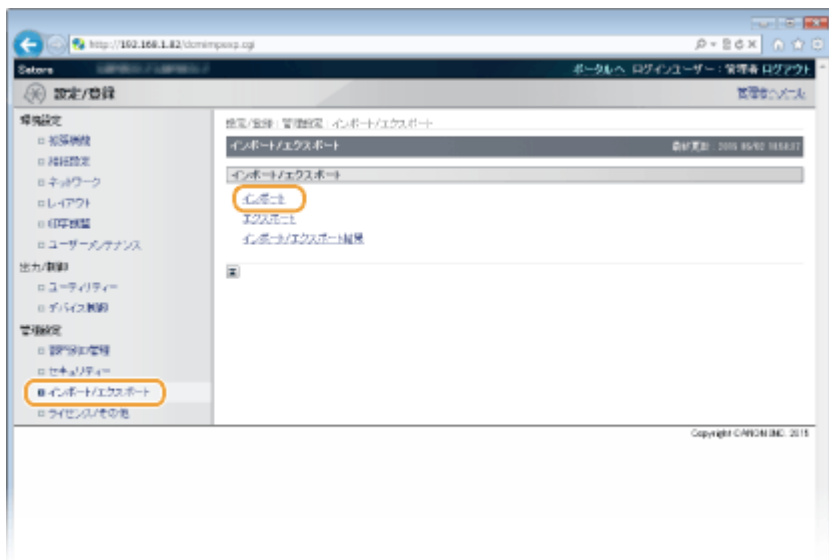 http://192.168.1.82/dcmimpexp.cgi
Satera
ポータルへ ログインユーザー : 管理者 ログアウト
設定/登録
管理者へメール
環境設定
拡張機能
ネットワーク
レイアウト
印字調整
ユーザーメンテナンス
出力/制御
ユーティリティー
デバイス制御
管理設定
部門別ID管理
セキュリティー
インポート/エクスポート
ライセンス/その他
設定/登録 : 管理設定 : インポート/エクスポート
インポート/エクスポート
インポート/エクスポート
インポート
エクスポート
インポート/エクスポート結果
Copyright CANON INC. 2015